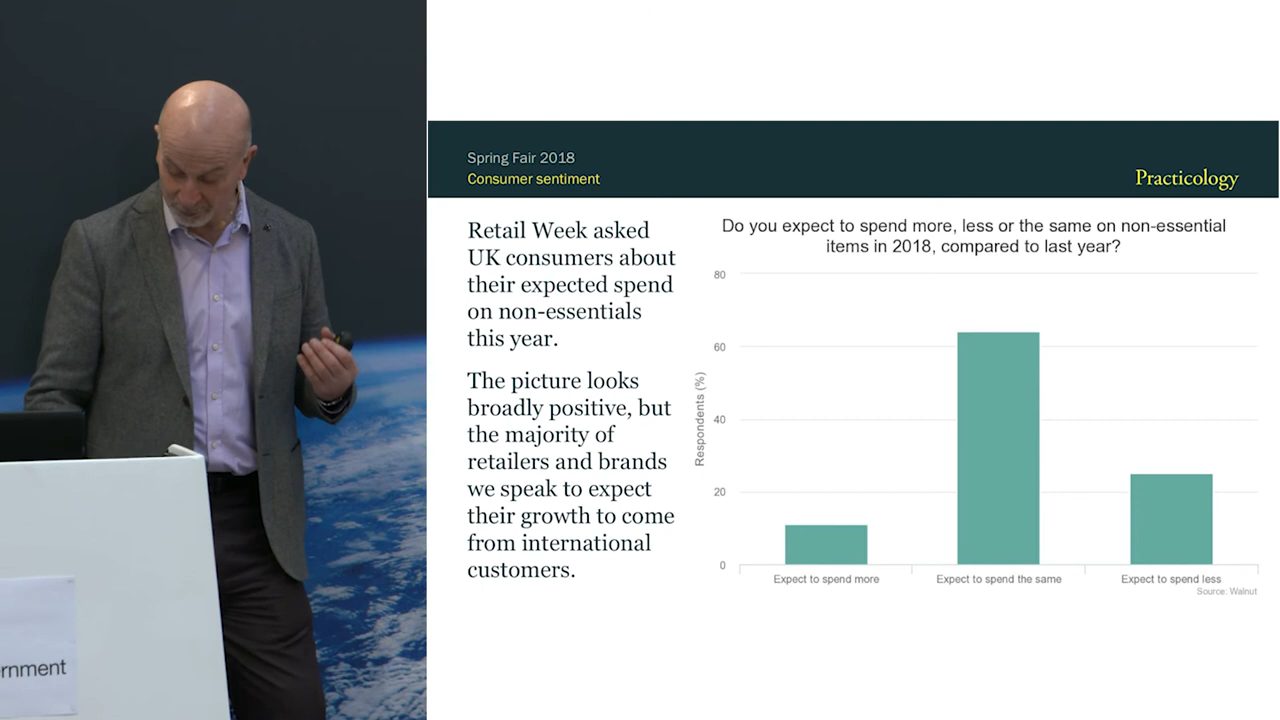 Spring Fair 2018
Consumer sentiment
Practicology
Retail Week asked
UK consumers about
their expected spend
on non-essentials
this year.
The picture looks
broadly positive, but
the majority of
retailers and brands
we speak to expect
their growth to come
from international
customers.
Do you expect to spend more, less or the same on non-essential
items in 2018, compared to last year?
Respondents (%)
80
60
40
20
0
Expect to spend more
Expect to spend the same
Expect to spend less
Source: Walnut
rnment